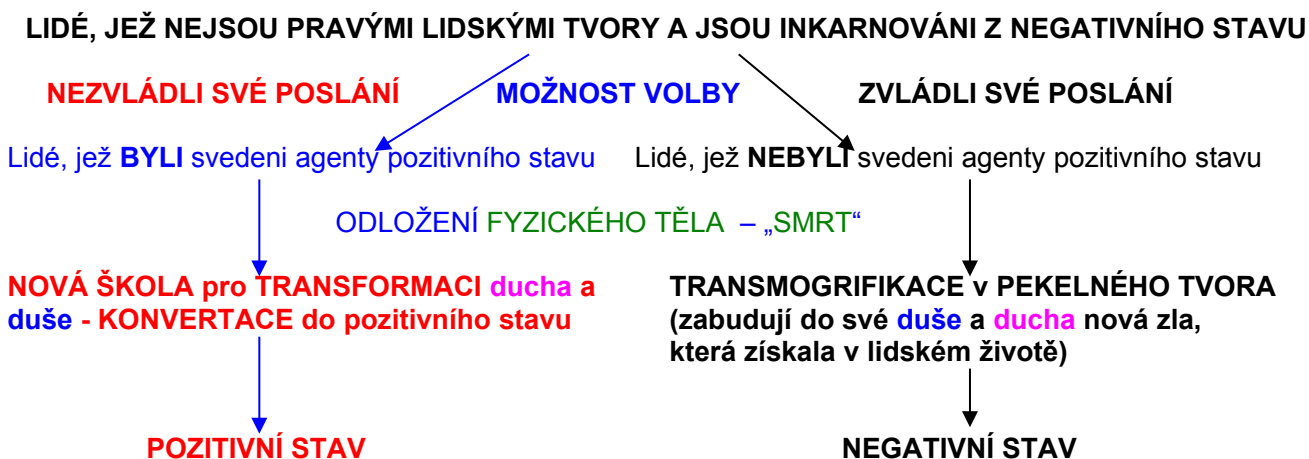 LIDÉ, JEŽ NEJSOU PRAVÝMI LIDSKÝMI TVORY A JSOU INKARNOVÁNI Z NEGATIVNÍHO STAVU
NEZVLÁDLI SVÉ POSLÁNÍ MOŽNOST VOLBY ZVLÁDLI SVÉ POSLÁNÍ
Lidé, jež BYLI svedeni agenty pozitivního stavu Lidé, jež NEBYLI svedeni agenty pozitivního stavu
ODLOŽENÍ FYZICKÉHO TĚLA – „SMRT“
NOVÁ ŠKOLA pro TRANSFORMACI ducha a
duše - KONVERTACE do pozitivního stavu
TRANSMOGRIFIKACE v PEKELNÉHO TVORA
(zabudují do své duše a ducha nová zla,
která získala v lidském životě)
POZITIVNÍ STAV NEGATIVNÍ STAV